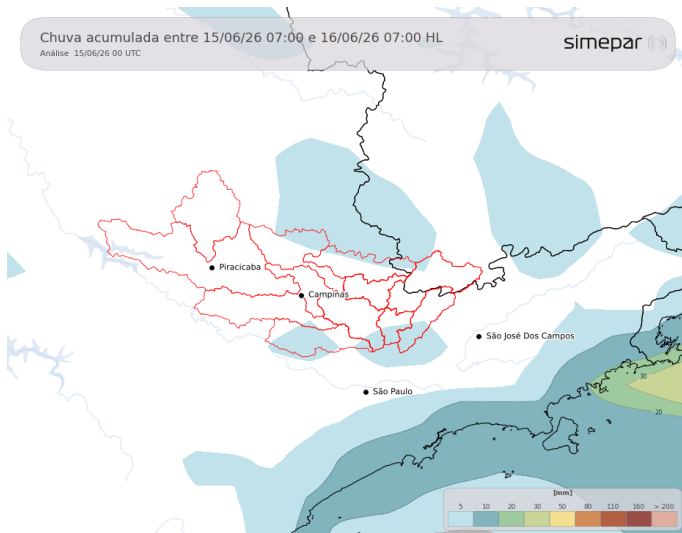 Chuva acumulada entre 15/06/26 07:00 e 16/06/26 07:00 HL
Análise 15/06/26 00 UTC
simepar
Piracicaba
Campinas
São José Dos Campos
São Paulo
30
20
[mm]
5 10 20 30 50 80 110 160 > 200